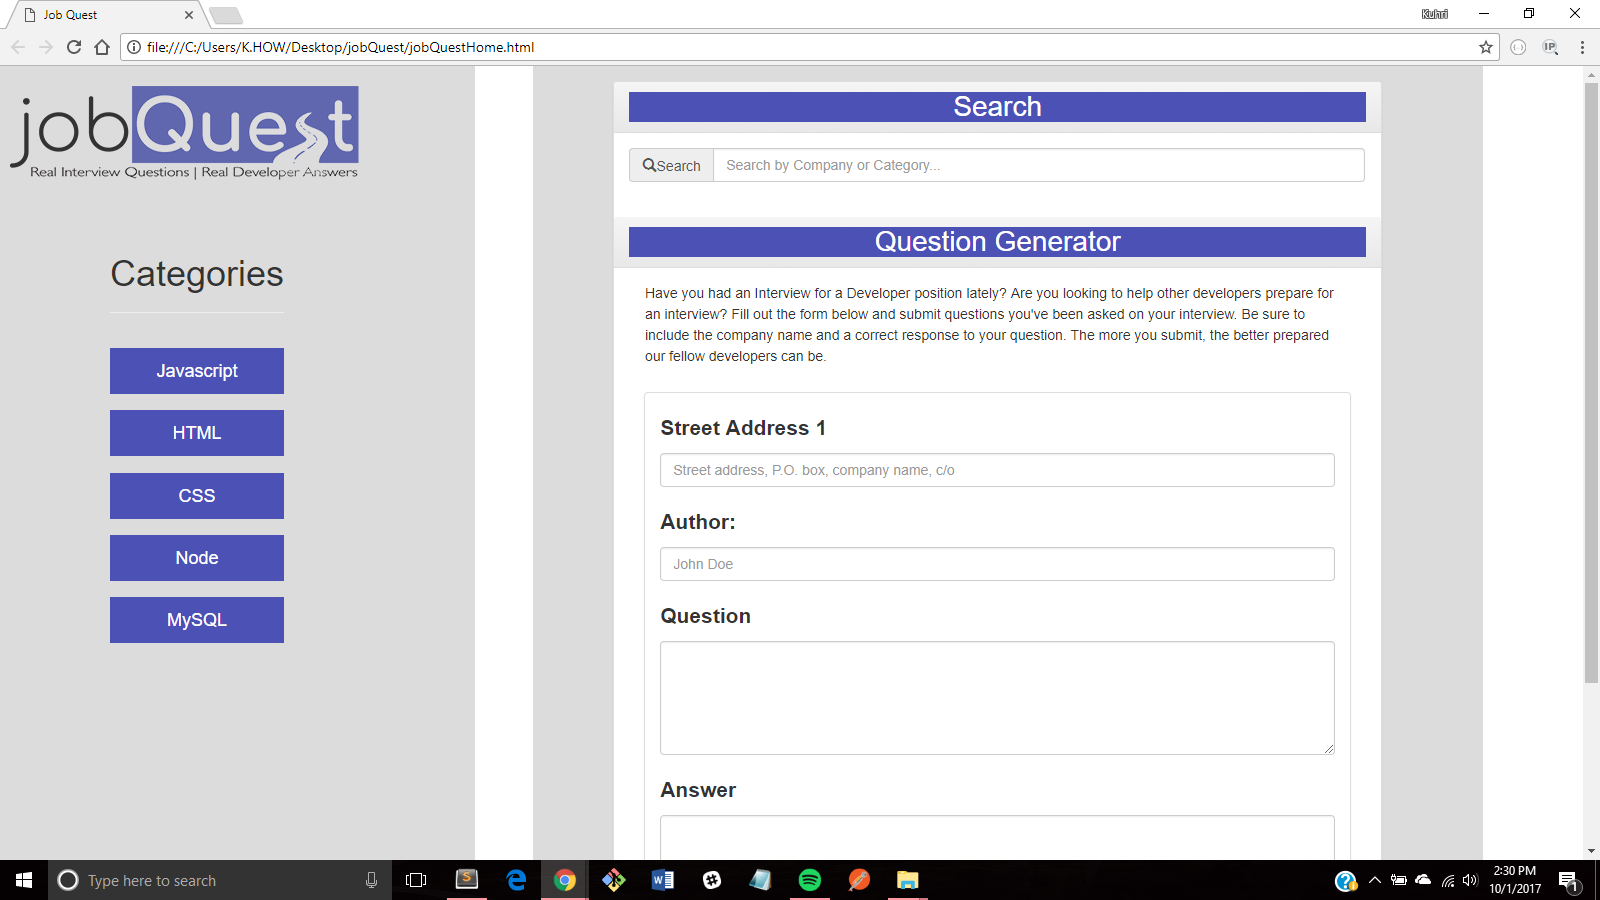 Job Quest
Kuhri
file:///C:/Users/K.HOW/Desktop/jobQuest/jobQuestHome.html
IP
jobQuest
Real Interview Questions | Real Developer Answers
Categories
Javascript
HTML
CSS
Node
MySQL
Search
Search
Search by Company or Category...
Question Generator
Have you had an Interview for a Developer position lately? Are you looking to help other developers prepare for
an interview? Fill out the form below and submit questions you've been asked on your interview. Be sure to
include the company name and a correct response to your question. The more you submit, the better prepared
our fellow developers can be.
Street Address 1
Street address, P.O. box, company name, c/o
Author:
John Doe
Question
Answer
Type here to search
2:30 PM
10/1/2017
1